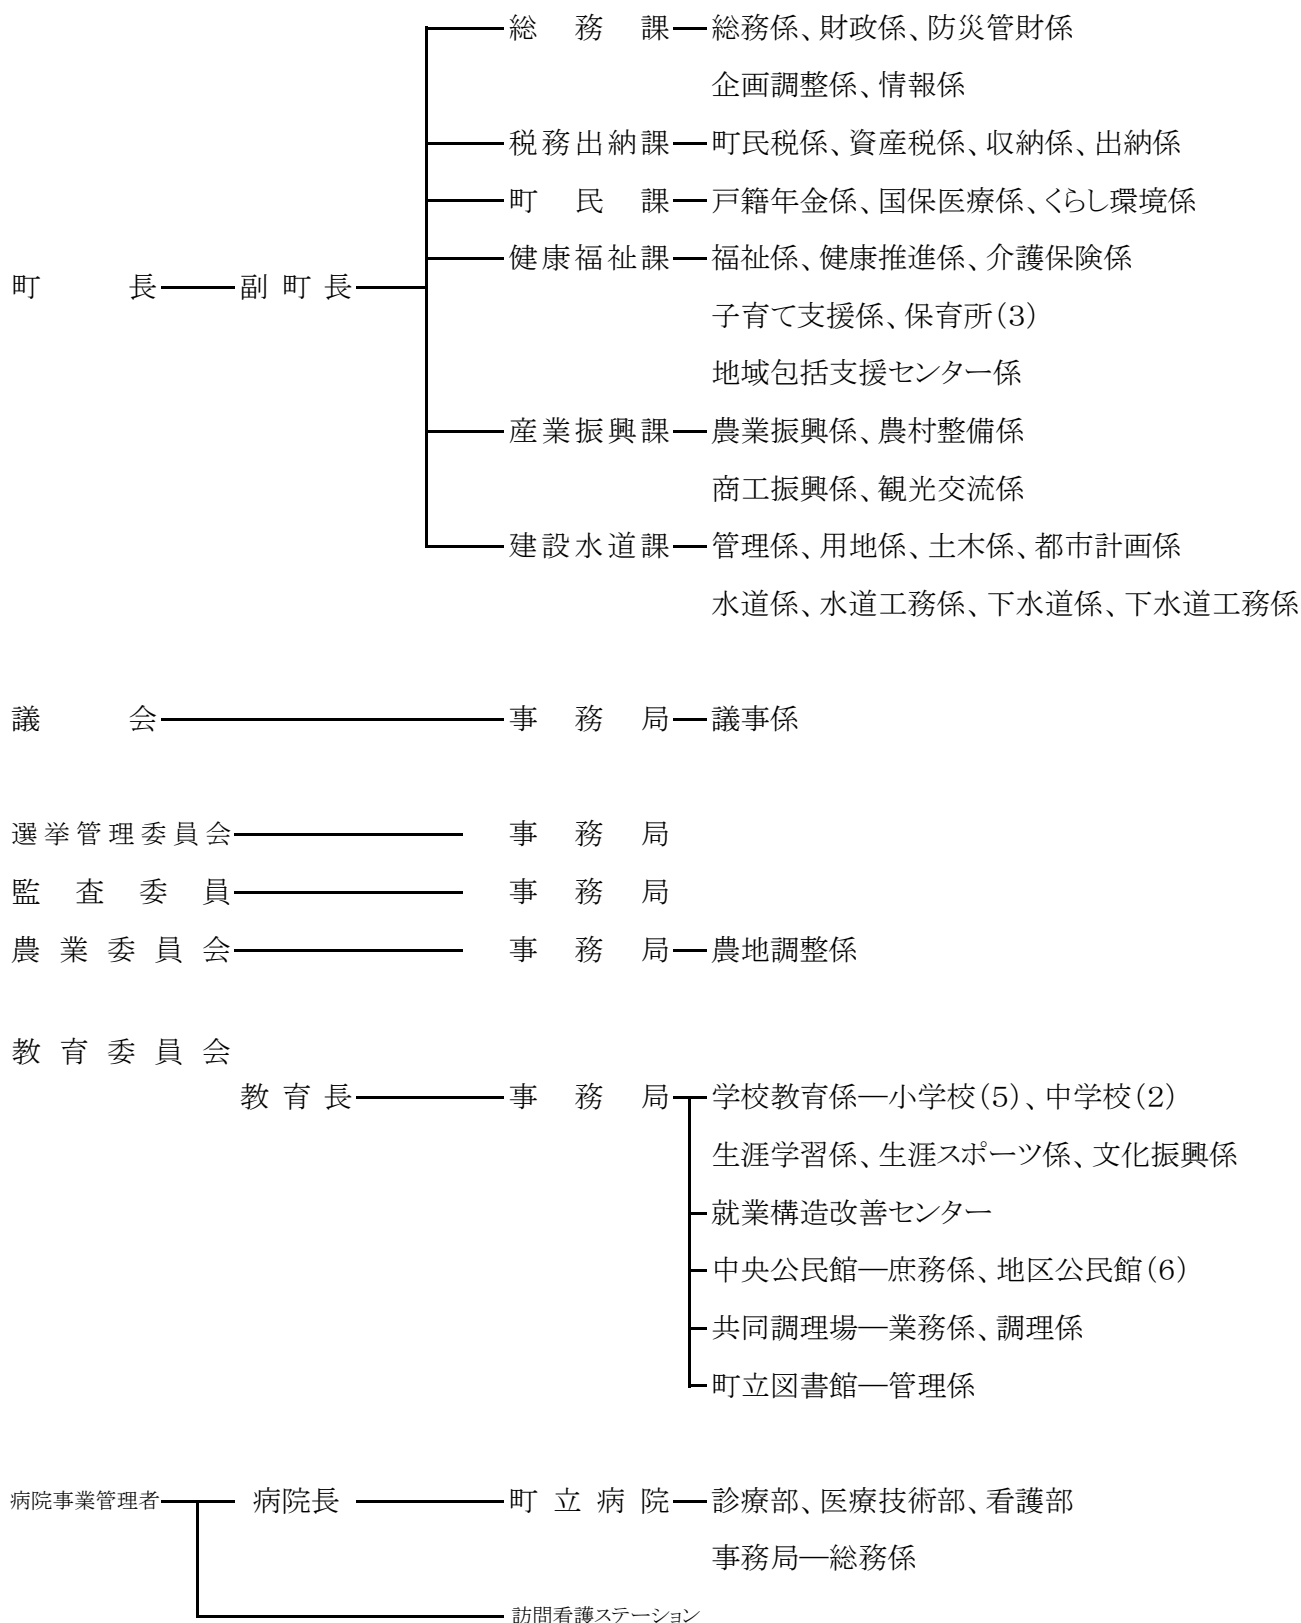 総務課―総務係、財政係、防災管財係
企画調整係、情報係
税務出納課―町民税係、資産税係、収納係、出納係
町民課―戸籍年金係、国保医療係、くらし環境係
健康福祉課―福祉係、健康推進係、介護保険係
町長―副町長
子育て支援係、保育所(3)
地域包括支援センター係
産業振興課―農業振興係、農村整備係
商工振興係、観光交流係
建設水道課―管理係、用地係、土木係、都市計画係
水道係、水道工務係、下水道係、下水道工務係
議会―事務局―議事係
選挙管理委員会―事務局
監査委員―事務局
農業委員会―事務局―農地調整係
教育委員会
教育長―事務局―学校教育係―小学校(5)、中学校(2)
生涯学習係、生涯スポーツ係、文化振興係
就業構造改善センター
中央公民館―庶務係、地区公民館(6)
共同調理場―業務係、調理係
町立図書館―管理係
病院事業管理者―病院長―町立病院―診療部、医療技術部、看護部
事務局―総務係
訪問看護ステーション